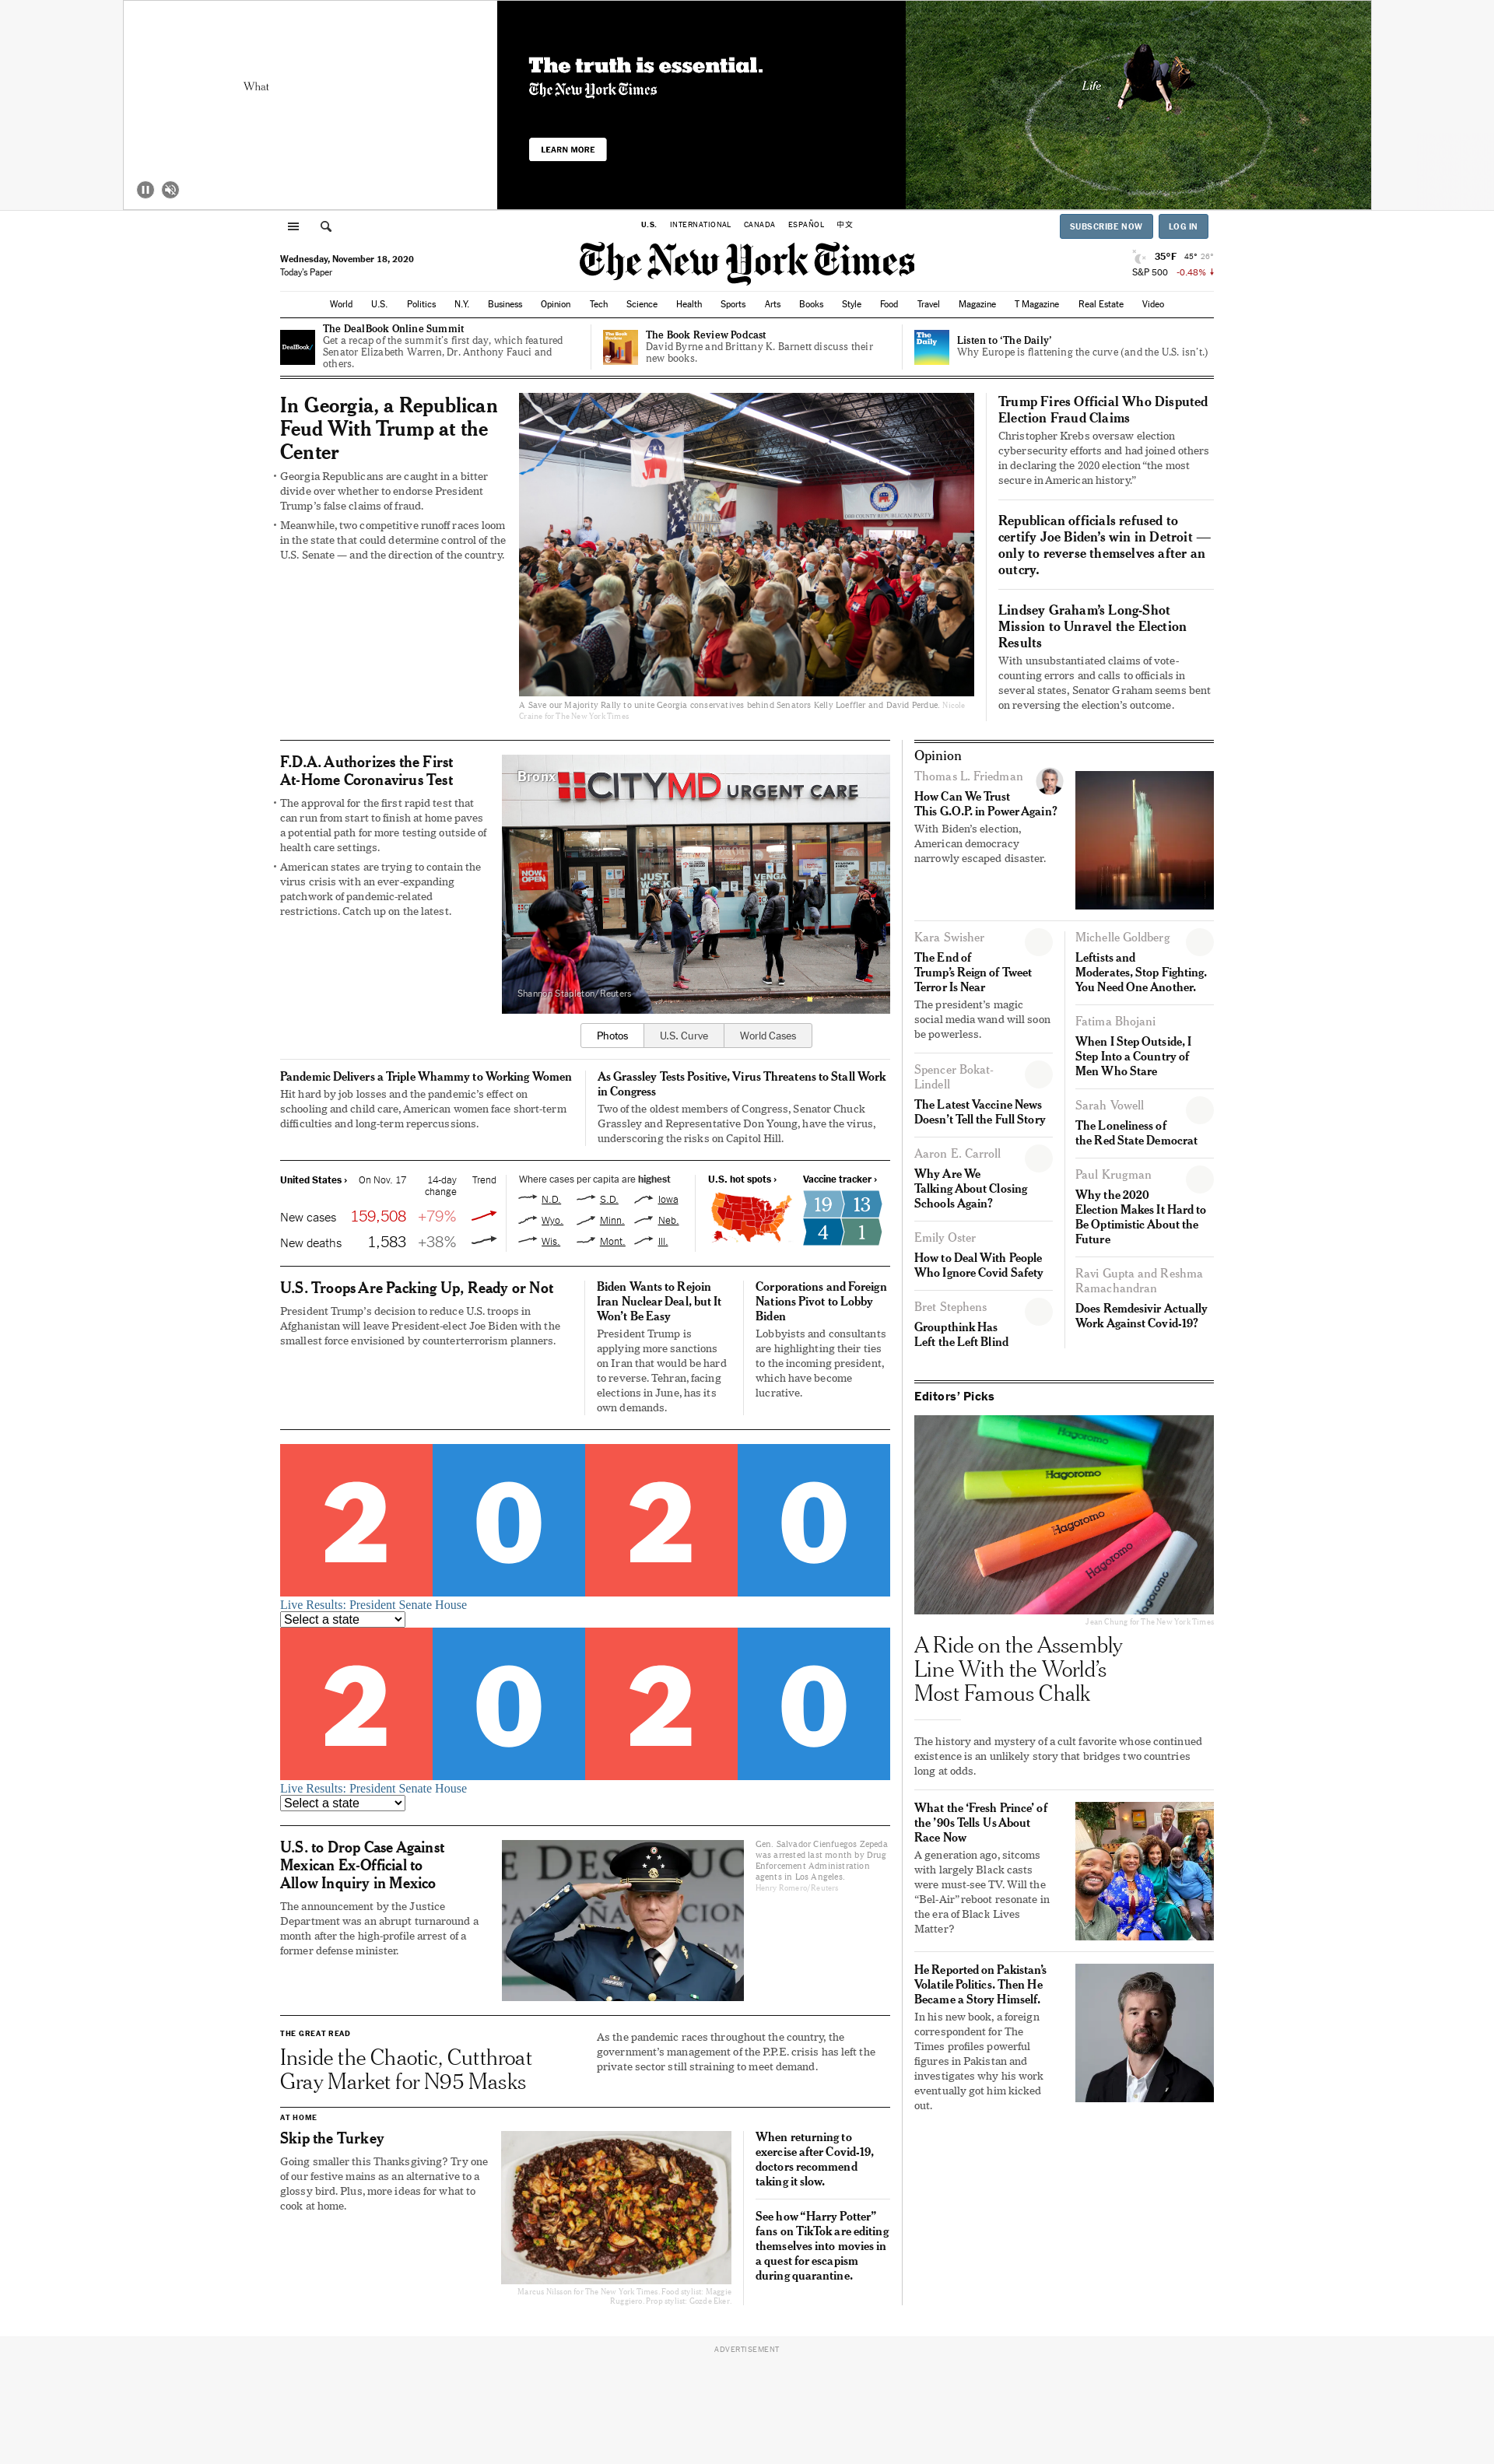 What
The truth is essential.
The New York Times
LEARN MORE
Life
U.S. INTERNATIONAL CANADA ESPAÑOL 中文
SUBSCRIBE NOW LOG IN
Wednesday, November 18, 2020
Today's Paper
The New York Times
35°F 45° 26°
S&P 500 -0.48%
World U.S. Politics N.Y. Business Opinion Tech Science Health Sports Arts Books Style Food Travel Magazine T Magazine Real Estate Video
DealBook
The DealBook Online Summit
Get a recap of the summit's first day, which featured
Senator Elizabeth Warren, Dr. Anthony Fauci and
others.
The Book Review Podcast
David Byrne and Brittany K. Barnett discuss their
new books.
The Daily
Listen to ‘The Daily’
Why Europe is flattening the curve (and the U.S. isn't.)
In Georgia, a Republican
Feud With Trump at the
Center
Georgia Republicans are caught in a bitter
divide over whether to endorse President
Trump’s false claims of fraud.
Meanwhile, two competitive runoff races loom
in the state that could determine control of the
U.S. Senate — and the direction of the country.
A Save our Majority Rally to unite Georgia conservatives behind Senators Kelly Loeffler and David Perdue. Nicole
Craine for The New York Times
Trump Fires Official Who Disputed
Election Fraud Claims
Christopher Krebs oversaw election
cybersecurity efforts and had joined others
in declaring the 2020 election “the most
secure in American history.”
Republican officials refused to
certify Joe Biden’s win in Detroit —
only to reverse themselves after an
outcry.
Lindsey Graham’s Long-Shot
Mission to Unravel the Election
Results
With unsubstantiated claims of vote-
counting errors and calls to officials in
several states, Senator Graham seems bent
on reversing the election’s outcome.
F.D.A. Authorizes the First
At-Home Coronavirus Test
The approval for the first rapid test that
can run from start to finish at home paves
a potential path for more testing outside of
health care settings.
American states are trying to contain the
virus crisis with an ever-expanding
patchwork of pandemic-related
restrictions. Catch up on the latest.
Bronx
CITYMD URGENT CARE
NOW OPEN
Shannon Stapleton/Reuters
Photos U.S. Curve World Cases
Pandemic Delivers a Triple Whammy to Working Women
Hit hard by job losses and the pandemic’s effect on
schooling and child care, American women face short-term
difficulties and long-term repercussions.
As Grassley Tests Positive, Virus Threatens to Stall Work
in Congress
Two of the oldest members of Congress, Senator Chuck
Grassley and Representative Don Young, have the virus,
underscoring the risks on Capitol Hill.
United States › On Nov. 17 14-day
change Trend
New cases 159,508 +79%
New deaths 1,583 +38%
Where cases per capita are highest
N.D. S.D. Iowa
Wyo. Minn. Neb.
Wis. Mont. Ill.
U.S. hot spots ›
Vaccine tracker ›
19 13
4 1
U.S. Troops Are Packing Up, Ready or Not
President Trump’s decision to reduce U.S. troops in
Afghanistan will leave President-elect Joe Biden with the
smallest force envisioned by counterterrorism planners.
Biden Wants to Rejoin
Iran Nuclear Deal, but It
Won’t Be Easy
President Trump is
applying more sanctions
on Iran that would be hard
to reverse. Tehran, facing
elections in June, has its
own demands.
Corporations and Foreign
Nations Pivot to Lobby
Biden
Lobbyists and consultants
are highlighting their ties
to the incoming president,
which have become
lucrative.
2020
Live Results: President Senate House
Select a state
2020
Live Results: President Senate House
Select a state
U.S. to Drop Case Against
Mexican Ex-Official to
Allow Inquiry in Mexico
The announcement by the Justice
Department was an abrupt turnaround a
month after the high-profile arrest of a
former defense minister.
Gen. Salvador Cienfuegos Zepeda
was arrested last month by Drug
Enforcement Administration
agents in Los Angeles.
Henry Romero/Reuters
THE GREAT READ
Inside the Chaotic, Cutthroat
Gray Market for N95 Masks
As the pandemic races throughout the country, the
government’s management of the P.P.E. crisis has left the
private sector still straining to meet demand.
AT HOME
Skip the Turkey
Going smaller this Thanksgiving? Try one
of our festive mains as an alternative to a
glossy bird. Plus, more ideas for what to
cook at home.
Marcus Nilsson for The New York Times. Food stylist: Maggie
Ruggiero. Prop stylist: Gozde Eker.
When returning to
exercise after Covid-19,
doctors recommend
taking it slow.
See how “Harry Potter”
fans on TikTok are editing
themselves into movies in
a quest for escapism
during quarantine.
Opinion
Thomas L. Friedman
How Can We Trust
This G.O.P. in Power Again?
With Biden’s election,
American democracy
narrowly escaped disaster.
Kara Swisher
The End of
Trump’s Reign of Tweet
Terror Is Near
The president’s magic
social media wand will soon
be powerless.
Spencer Bokat-
Lindell
The Latest Vaccine News
Doesn’t Tell the Full Story
Aaron E. Carroll
Why Are We
Talking About Closing
Schools Again?
Emily Oster
How to Deal With People
Who Ignore Covid Safety
Bret Stephens
Groupthink Has
Left the Left Blind
Michelle Goldberg
Leftists and
Moderates, Stop Fighting.
You Need One Another.
Fatima Bhojani
When I Step Outside, I
Step Into a Country of
Men Who Stare
Sarah Vowell
The Loneliness of
the Red State Democrat
Paul Krugman
Why the 2020
Election Makes It Hard to
Be Optimistic About the
Future
Ravi Gupta and Reshma
Ramachandran
Does Remdesivir Actually
Work Against Covid-19?
Editors’ Picks
Hagoromo
Hagoromo
Hagoromo
Hagoromo
Hagoromo
Jean Chung for The New York Times
A Ride on the Assembly
Line With the World’s
Most Famous Chalk
The history and mystery of a cult favorite whose continued
existence is an unlikely story that bridges two countries
long at odds.
What the ‘Fresh Prince’ of
the ’90s Tells Us About
Race Now
A generation ago, sitcoms
with largely Black casts
were must-see TV. Will the
“Bel-Air” reboot resonate in
the era of Black Lives
Matter?
He Reported on Pakistan’s
Volatile Politics. Then He
Became a Story Himself.
In his new book, a foreign
correspondent for The
Times profiles powerful
figures in Pakistan and
investigates why his work
eventually got him kicked
out.
ADVERTISEMENT